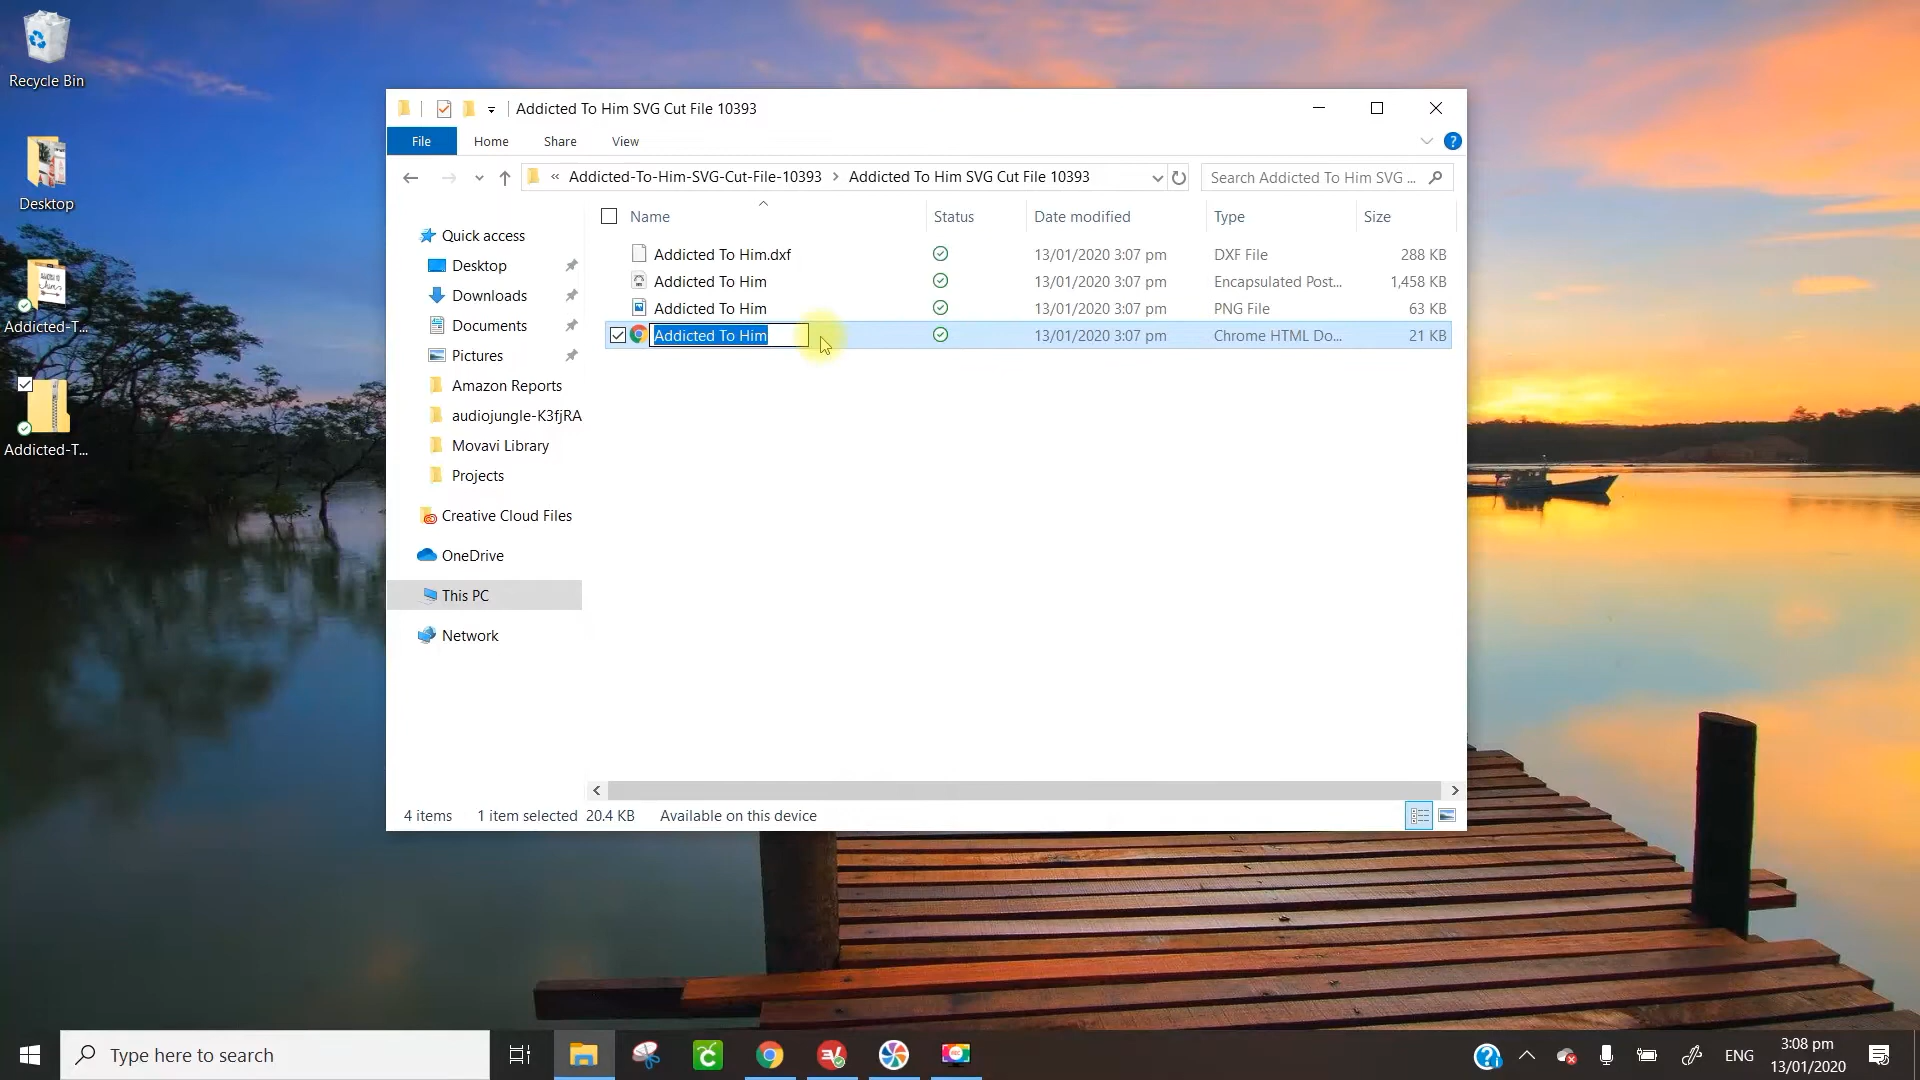 Recycle Bin
Desktop
Addicted-T...
Addicted-T...
Addicted To Him SVG Cut File 10393
File Home Share View
?
« Addicted-To-Him-SVG-Cut-File-10393 > Addicted To Him SVG Cut File 10393
Search Addicted To Him SVG ...
Name Status Date modified Type Size
Addicted To Him.dxf 13/01/2020 3:07 pm DXF File 288 KB
Addicted To Him 13/01/2020 3:07 pm Encapsulated Post... 1,458 KB
Addicted To Him 13/01/2020 3:07 pm PNG File 63 KB
Addicted To Him 13/01/2020 3:07 pm Chrome HTML Do... 21 KB
Quick access
Desktop
Downloads
Documents
Pictures
Amazon Reports
audiojungle-K3fjRA
Movavi Library
Projects
Creative Cloud Files
OneDrive
This PC
Network
4 items 1 item selected 20.4 KB Available on this device
Type here to search
ENG
3:08 pm
13/01/2020